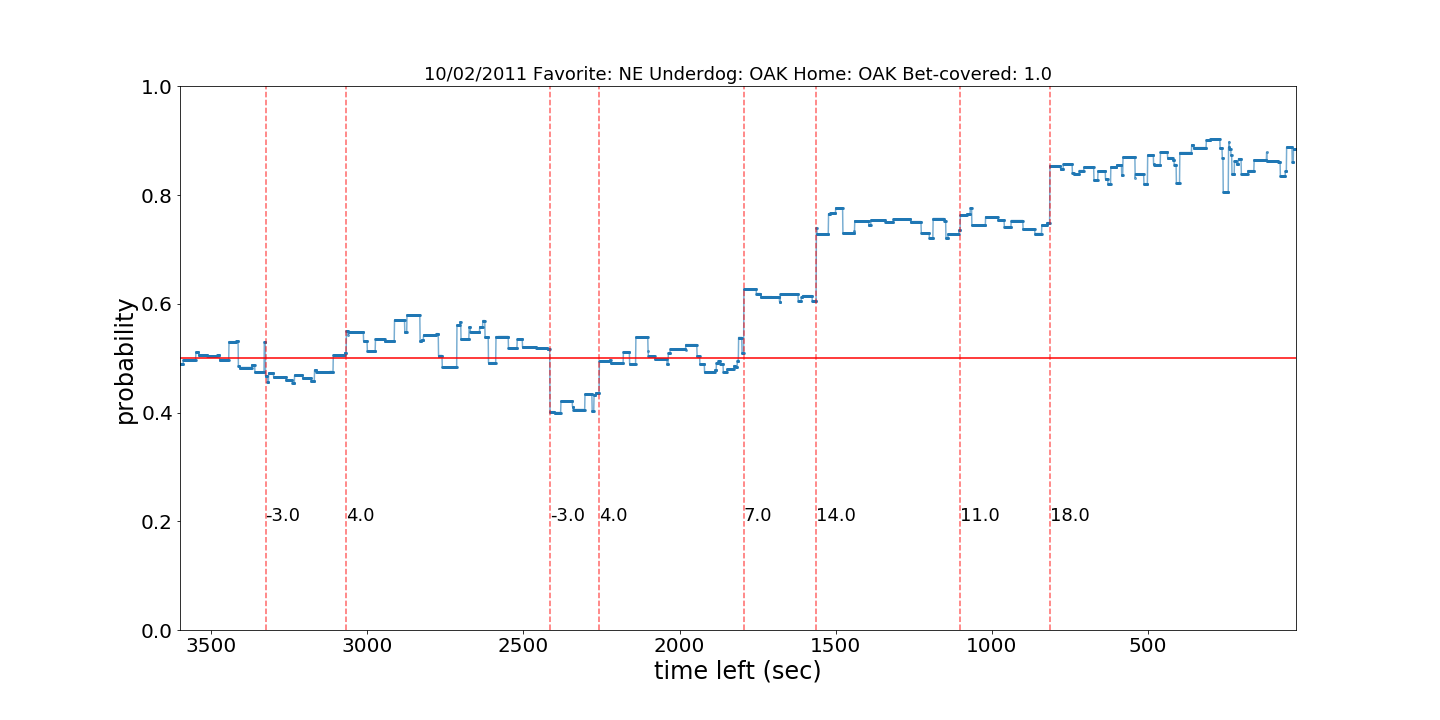 10/02/2011 Favorite: NE Underdog: OAK Home: OAK Bet-covered: 1.0
1.0
0.8
0.6
0.4
0.2
0.0
probability
-3.0 4.0 -3.0 4.0 7.0 14.0 11.0 18.0
3500 3000 2500 2000 1500 1000 500
time left (sec)